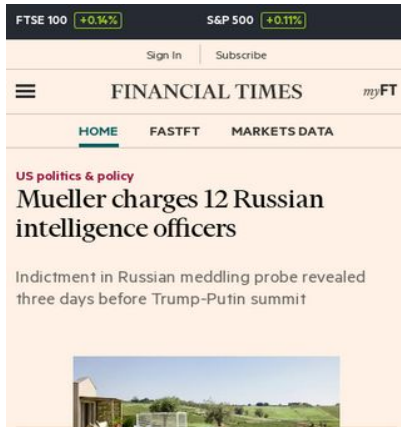 FTSE 100 +0.14% S&P 500 +0.11%
Sign In Subscribe
FINANCIAL TIMES myFT
HOME FASTFT MARKETS DATA
US politics & policy
Mueller charges 12 Russian
intelligence officers
Indictment in Russian meddling probe revealed
three days before Trump-Putin summit